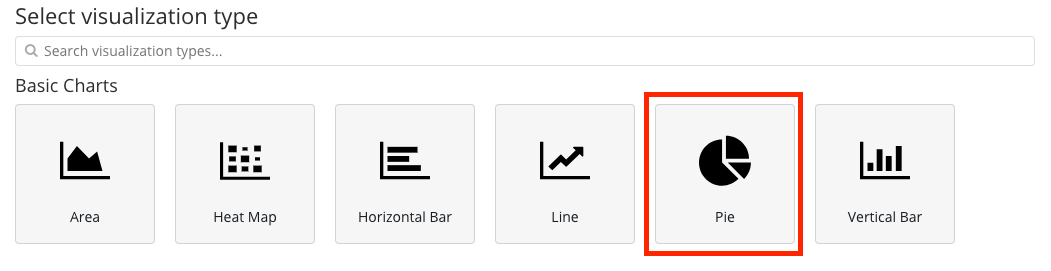 Select visualization type
Search visualization types...
Basic Charts
Area
Heat Map
Horizontal Bar
Line
Pie
Vertical Bar